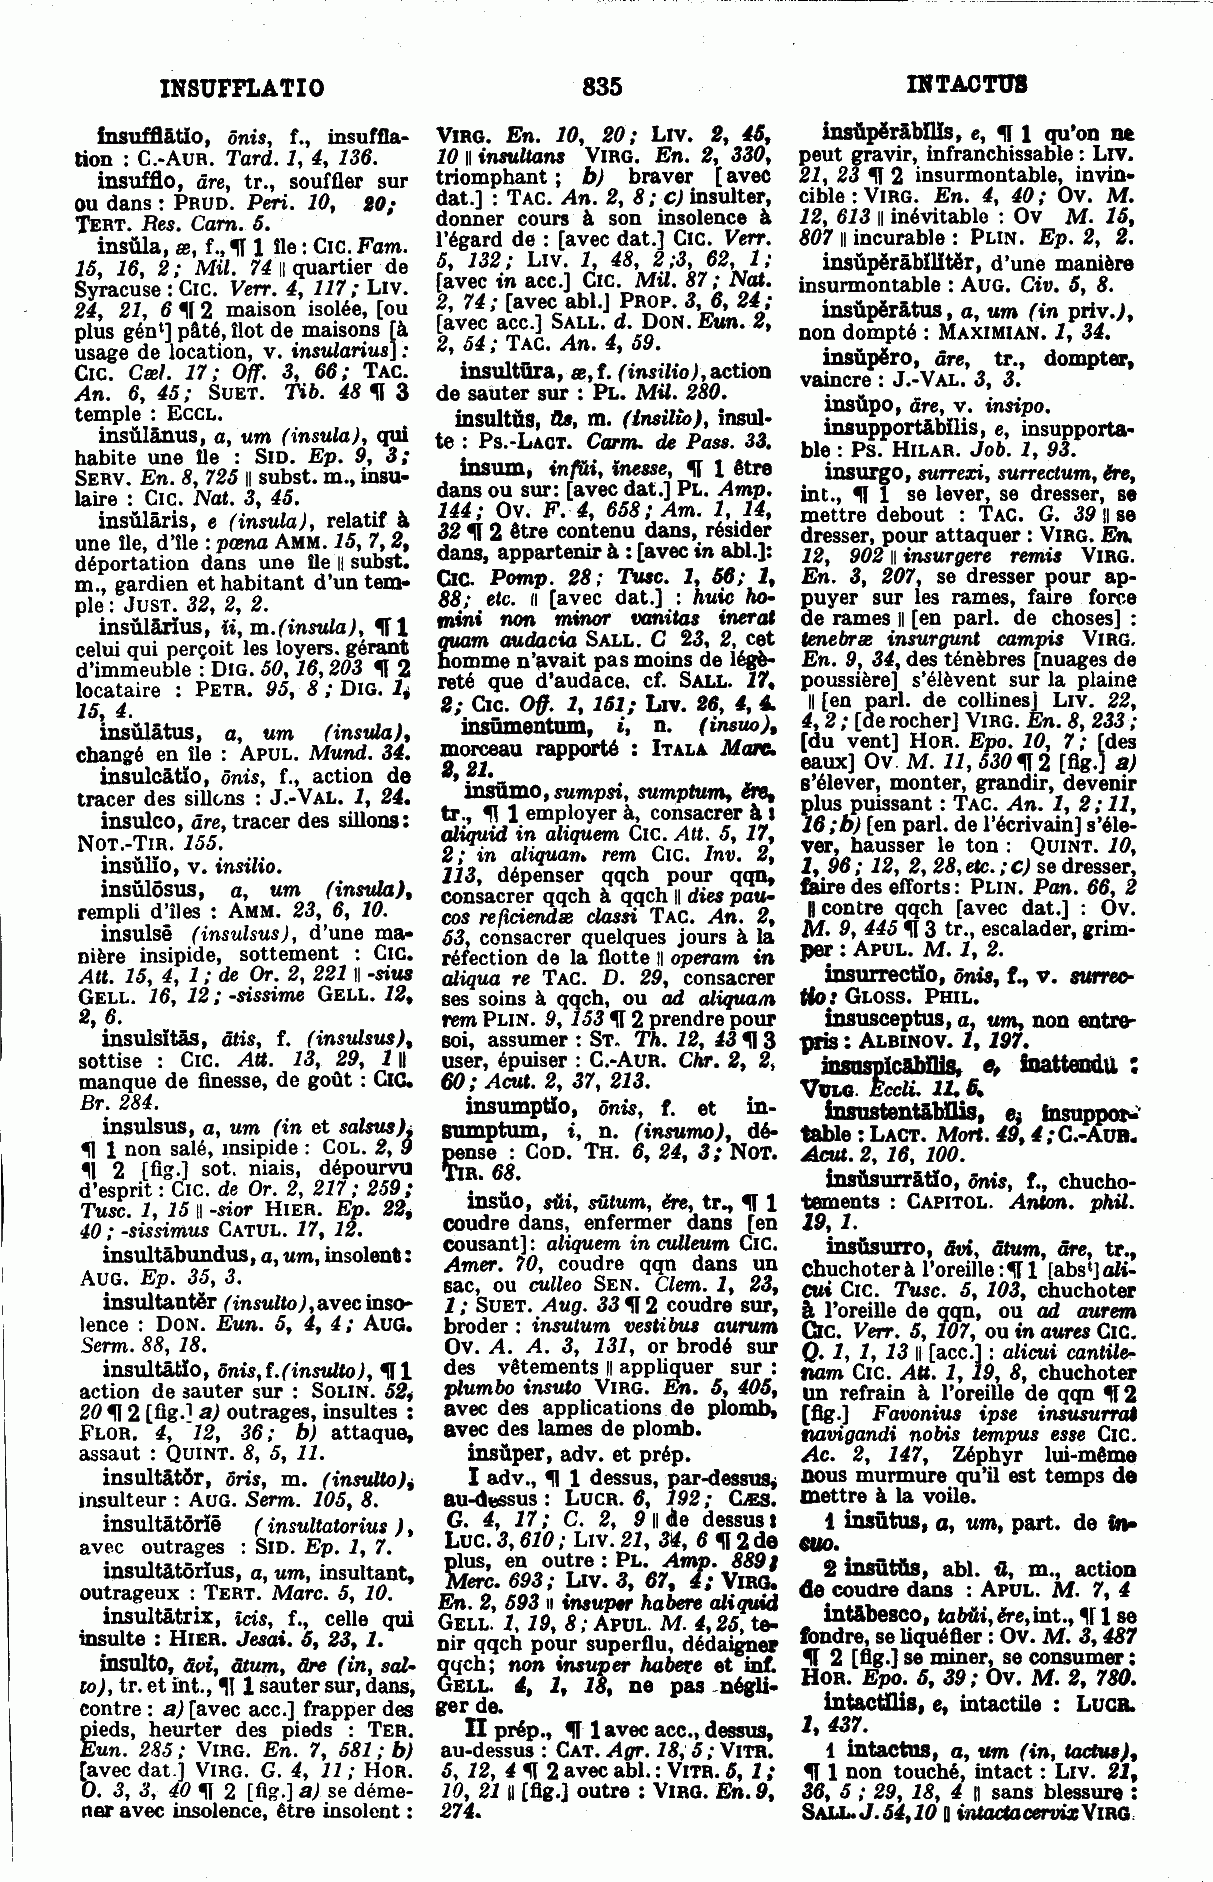 INSUFFLATIO
835
INTACTUS
insufflātĭo, ōnis, f., insuffla-
tion : C.-AUR. Tard. 1, 4, 136.
insufflo, āre, tr., souffler sur
ou dans : PRUD. Peri. 10, 20;
TERT. Res. Carn. 5.
insŭla, æ, f., ¶ 1 île : CIC. Fam.
15, 16, 2; Mil. 74 || quartier de
Syracuse : CIC. Verr. 4, 117; LIV.
24, 21, 6 ¶ 2 maison isolée, [ou
plus génᵗ] pâté, îlot de maisons [à
usage de location, v. insularius] :
CIC. Cæl. 17; Off. 3, 66; TAC.
An. 6, 45; SUET. Tib. 48 ¶ 3
temple : ECCL.
insŭlānus, a, um (insula), qui
habite une île : SID. Ep. 9, 3;
SERV. En. 8, 725 || subst. m., insu-
laire : CIC. Nat. 3, 45.
insŭlāris, e (insula), relatif à
une île, d'île : pœna AMM. 15, 7, 2,
déportation dans une île || subst.
m., gardien et habitant d'un tem-
ple : JUST. 32, 2, 2.
insŭlārĭus, ĭi, m. (insula), ¶ 1
celui qui perçoit les loyers. gérant
d'immeuble : DIG. 50, 16, 203 ¶ 2
locataire : PETR. 95, 8; DIG. 1,
15, 4.
insŭlātus, a, um (insula),
changé en île : APUL. Mund. 34.
insulcātĭo, ōnis, f., action de
tracer des sillons : J.-VAL. 1, 24.
insulco, āre, tracer des sillons :
NOT.-TIR. 155.
insŭlĭo, v. insilio.
insŭlōsus, a, um (insula),
rempli d'îles : AMM. 23, 6, 10.
insulsē (insulsus), d'une ma-
nière insipide, sottement : CIC.
Att. 15, 4, 1; de Or. 2, 221 || -sius
GELL. 16, 12; -sissime GELL. 12,
2, 6.
insulsĭtās, ātis, f. (insulsus),
sottise : CIC. Att. 13, 29, 1 ||
manque de finesse, de goût : CIC.
Br. 284.
insulsus, a, um (in et salsus),
¶ 1 non salé, insipide : COL. 2, 9
¶ 2 [fig.] sot. niais, dépourvu
d'esprit : CIC. de Or. 2, 217; 259;
Tusc. 1, 15 || -sior HIER. Ep. 22,
40; -sissimus CATUL. 17, 12.
insultābundus, a, um, insolent :
AUG. Ep. 35, 3.
insultantĕr (insulto), avec inso-
lence : DON. Eun. 5, 4, 4; AUG.
Serm. 88, 18.
insultātĭo, ōnis, f. (insulto), ¶ 1
action de sauter sur : SOLIN. 52,
20 ¶ 2 [fig.] a) outrages, insultes :
FLOR. 4, 12, 36; b) attaque,
assaut : QUINT. 8, 5, 11.
insultātŏr, ōris, m. (insulto),
insulteur : AUG. Serm. 105, 8.
insultātōrĭē (insultatorius),
avec outrages : SID. Ep. 1, 7.
insultātōrĭus, a, um, insultant,
outrageux : TERT. Marc. 5, 10.
insultātrix, icis, f., celle qui
insulte : HIER. Jesai. 5, 23, 1.
insulto, āvi, ātum, āre (in, sal-
to), tr. et int., ¶ 1 sauter sur, dans,
contre : a) [avec acc.] frapper des
pieds, heurter des pieds : TER.
Eun. 285; VIRG. En. 7, 581; b)
[avec dat.] VIRG. G. 4, 11; HOR.
O. 3, 3, 40 ¶ 2 [fig.] a) se déme-
ner avec insolence, être insolent :
VIRG. En. 10, 20; LIV. 2, 45,
10 || insultans VIRG. En. 2, 330,
triomphant; b) braver [avec
dat.] : TAC. An. 2, 8; c) insulter,
donner cours à son insolence à
l'égard de : [avec dat.] CIC. Verr.
5, 132; LIV. 1, 48, 2; 3, 62, 1;
[avec in acc.] CIC. Mil. 87; Nat.
2, 74; [avec abl.] PROP. 3, 6, 24;
[avec acc.] SALL. d. DON. Eun. 2,
2, 54; TAC. An. 4, 59.
insultūra, æ, f. (insilio), action
de sauter sur : PL. Mil. 280.
insultŭs, ūs, m. (insilio), insul-
te : PS.-LACT. Carm. de Pass. 33.
insum, infŭi, ĭnesse, ¶ 1 être
dans ou sur : [avec dat.] PL. Amp.
144; OV. F. 4, 658; Am. 1, 14,
32 ¶ 2 être contenu dans, résider
dans, appartenir à : [avec in abl.] :
CIC. Pomp. 28; Tusc. 1, 56; 1,
88; etc. || [avec dat.] : huic ho-
mini non minor vanitas inerat
quam audacia SALL. C 23, 2, cet
homme n'avait pas moins de légè-
reté que d'audace. cf. SALL. 17,
2; CIC. Off. 1, 151; LIV. 26, 4, 4.
insūmentum, i, n. (insuo),
morceau rapporté : ITALA Marc.
2, 21.
insūmo, sumpsi, sumptum, ĕre,
tr., ¶ 1 employer à, consacrer à :
aliquid in aliquem CIC. Att. 5, 17,
2; in aliquam rem CIC. Inv. 2,
113, dépenser qqch pour qqn,
consacrer qqch à qqch || dies pau-
cos reficiendæ classi TAC. An. 2,
53, consacrer quelques jours à la
réfection de la flotte || operam in
aliqua re TAC. D. 29, consacrer
ses soins à qqch, ou ad aliquam
rem PLIN. 9, 153 ¶ 2 prendre pour
soi, assumer : ST. Th. 12, 43 ¶ 3
user, épuiser : C.-AUR. Chr. 2, 2,
60; Acut. 2, 37, 213.
insumptĭo, ōnis, f. et in-
sumptum, i, n. (insumo), dé-
pense : COD. TH. 6, 24, 3; NOT.
TIR. 68.
insŭo, sŭi, sūtum, ĕre, tr., ¶ 1
coudre dans, enfermer dans [en
cousant] : aliquem in culleum CIC.
Amer. 70, coudre qqn dans un
sac, ou culleo SEN. Clem. 1, 23,
1; SUET. Aug. 33 ¶ 2 coudre sur,
broder : insutum vestibus aurum
OV. A. A. 3, 131, or brodé sur
des vêtements || appliquer sur :
plumbo insuto VIRG. En. 5, 405,
avec des applications de plomb,
avec des lames de plomb.
insŭper, adv. et prép.
I adv., ¶ 1 dessus, par-dessus,
au-dessus : LUCR. 6, 192; CÆS.
G. 4, 17; C. 2, 9 || de dessus :
LUC. 3, 610; LIV. 21, 34, 6 ¶ 2 de
plus, en outre : PL. Amp. 889;
Merc. 693; LIV. 3, 67, 4; VIRG.
En. 2, 593 || insuper habere aliquid
GELL. 1, 19, 8; APUL. M. 4, 25, te-
nir qqch pour superflu, dédaigner
qqch; non insuper habere et inf.
GELL. 4, 1, 18, ne pas négli-
ger de.
II prép., ¶ 1 avec acc., dessus,
au-dessus : CAT. Agr. 18, 5; VITR.
5, 12, 4 ¶ 2 avec abl. : VITR. 5, 1;
10, 21 || [fig.] outre : VIRG. En. 9,
274.
insŭpĕrābĭlis, e, ¶ 1 qu'on ne
peut gravir, infranchissable : LIV.
21, 23 ¶ 2 insurmontable, invin-
cible : VIRG. En. 4, 40; OV. M.
12, 613 || inévitable : OV M. 15,
807 || incurable : PLIN. Ep. 2, 2.
insŭpĕrābĭlĭtĕr, d'une manière
insurmontable : AUG. Civ. 5, 8.
insŭpĕrātus, a, um (in priv.),
non dompté : MAXIMIAN. 1, 34.
insŭpĕro, āre, tr., dompter,
vaincre : J.-VAL. 3, 3.
insŭpo, āre, v. insipo.
insupportābĭlis, e, insupporta-
ble : PS. HILAR. Job. 1, 93.
insurgo, surrexi, surrectum, ĕre,
int., ¶ 1 se lever, se dresser, se
mettre debout : TAC. G. 39 || se
dresser, pour attaquer : VIRG. En.
12, 902 || insurgere remis VIRG.
En. 3, 207, se dresser pour ap-
puyer sur les rames, faire force
de rames || [en parl. de choses] :
tenebræ insurgunt campis VIRG.
En. 9, 34, des ténèbres [nuages de
poussière] s'élèvent sur la plaine
|| [en parl. de collines] LIV. 22,
4, 2; [de rocher] VIRG. En. 8, 233;
[du vent] HOR. Epo. 10, 7; [des
eaux] OV. M. 11, 530 ¶ 2 [fig.] a)
s'élever, monter, grandir, devenir
plus puissant : TAC. An. 1, 2; 11,
16; b) [en parl. de l'écrivain] s'éle-
ver, hausser le ton : QUINT. 10,
1, 96; 12, 2, 28, etc.; c) se dresser,
faire des efforts : PLIN. Pan. 66, 2
|| contre qqch [avec dat.] : OV.
M. 9, 445 ¶ 3 tr., escalader, grim-
per : APUL. M. 1, 2.
insurrectĭo, ōnis, f., v. surrec-
tio : GLOSS. PHIL.
insusceptus, a, um, non entre-
pris : ALBINOV. 1, 197.
insuspĭcābĭlis, e, inattendu :
VULG. Eccli. 11, 5.
insustentābĭlis, e, insuppor-
table : LACT. Mort. 49, 4; C.-AUR.
Acut. 2, 16, 100.
insŭsurrātĭo, ōnis, f., chucho-
tements : CAPITOL. Anton. phil.
19, 1.
insŭsurro, āvi, ātum, āre, tr.,
chuchoter à l'oreille : ¶ 1 [absᵗ] ali-
cui CIC. Tusc. 5, 103, chuchoter
à l'oreille de qqn, ou ad aurem
CIC. Verr. 5, 107, ou in aures CIC.
Q. 1, 1, 13 || [acc.] : alicui cantile-
nam CIC. Att. 1, 19, 8, chuchoter
un refrain à l'oreille de qqn ¶ 2
[fig.] Favonius ipse insusurrat
navigandi nobis tempus esse CIC.
Ac. 2, 147, Zéphyr lui-même
nous murmure qu'il est temps de
mettre à la voile.
1 insūtus, a, um, part. de in-
suo.
2 insūtŭs, abl. ū, m., action
de coudre dans : APUL. M. 7, 4
intābesco, tabŭi, ĕre, int., ¶ 1 se
fondre, se liquéfier : OV. M. 3, 487
¶ 2 [fig.] se miner, se consumer :
HOR. Epo. 5, 39; OV. M. 2, 780.
intactĭlis, e, intactile : LUCR.
1, 437.
1 intactus, a, um (in, tactus),
¶ 1 non touché, intact : LIV. 21,
36, 5; 29, 18, 4 || sans blessure :
SALL. J. 54, 10 || intacta cervix VIRG.